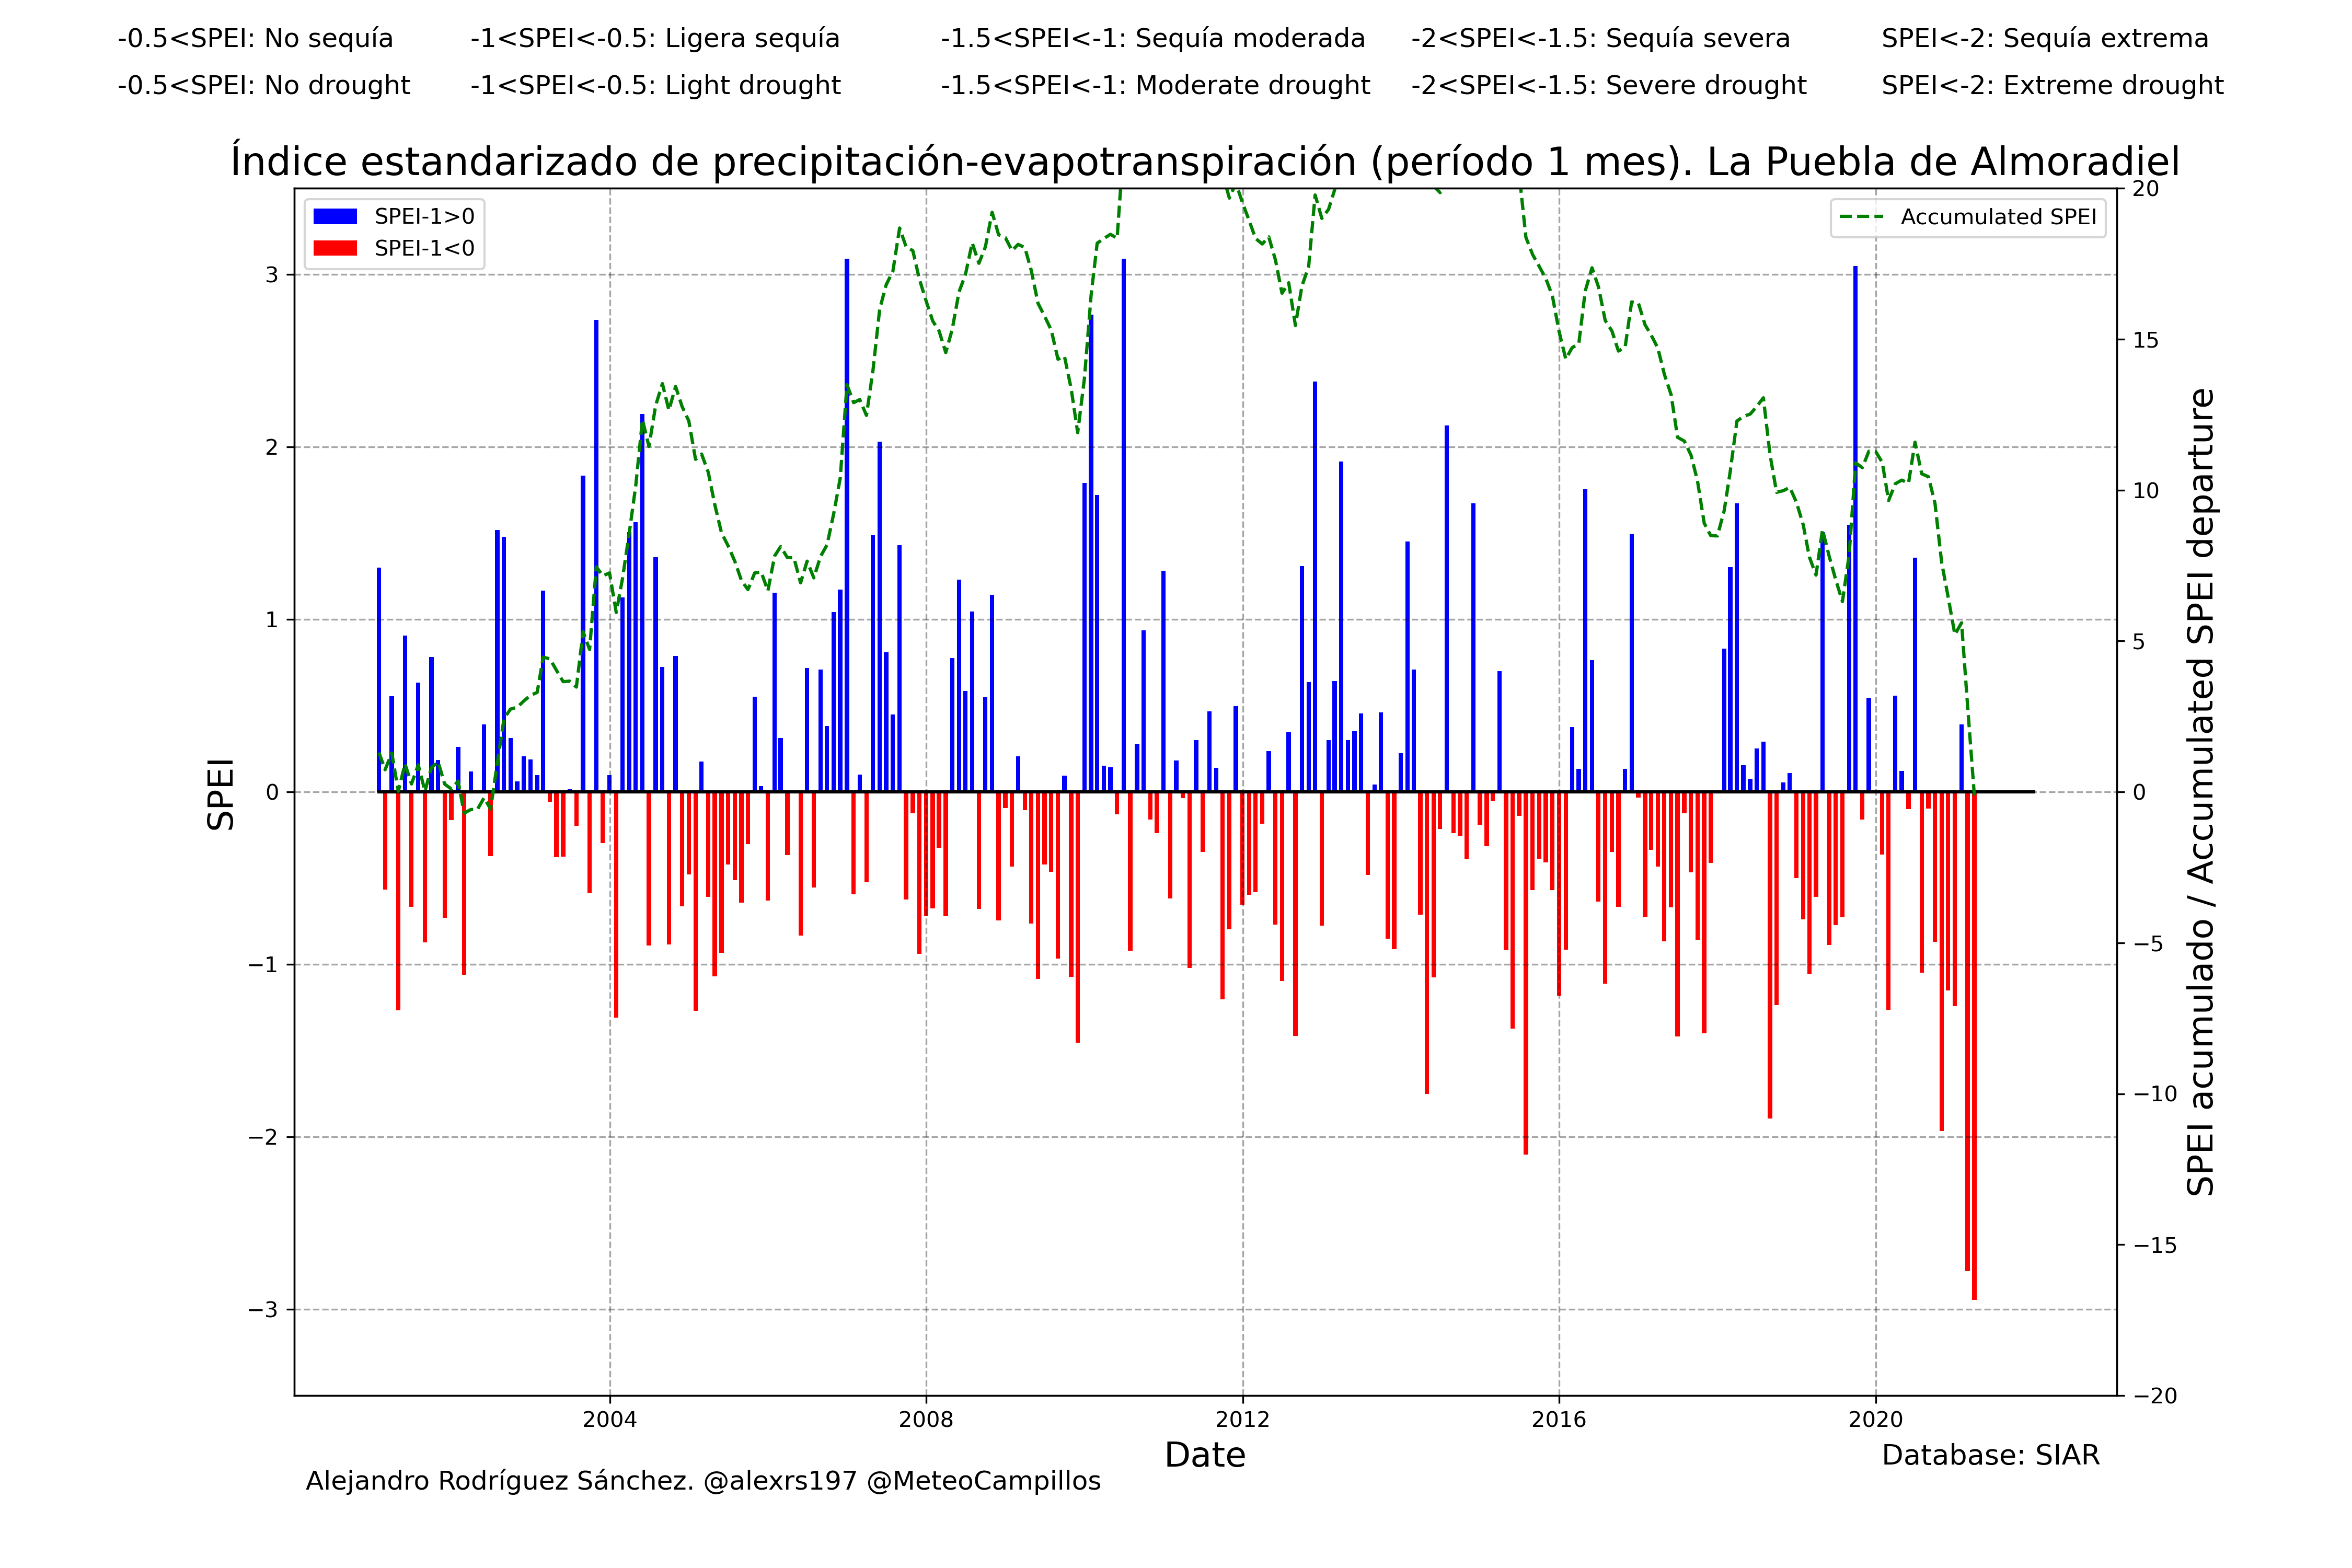 -0.5<SPEI: No sequía -1<SPEI<-0.5: Ligera sequía -1.5<SPEI<-1: Sequía moderada -2<SPEI<-1.5: Sequía severa SPEI<-2: Sequía extrema
-0.5<SPEI: No drought -1<SPEI<-0.5: Light drought -1.5<SPEI<-1: Moderate drought -2<SPEI<-1.5: Severe drought SPEI<-2: Extreme drought
Índice estandarizado de precipitación-evapotranspiración (período 1 mes). La Puebla de Almoradiel
SPEI-1>0
SPEI-1<0
Accumulated SPEI
SPEI
3
2
1
0
−1
−2
−3
20
15
10
5
0
−5
−10
−15
−20
SPEI acumulado / Accumulated SPEI departure
2004 2008 2012 2016 2020
Date
Database: SIAR
Alejandro Rodríguez Sánchez. @alexrs197 @MeteoCampillos